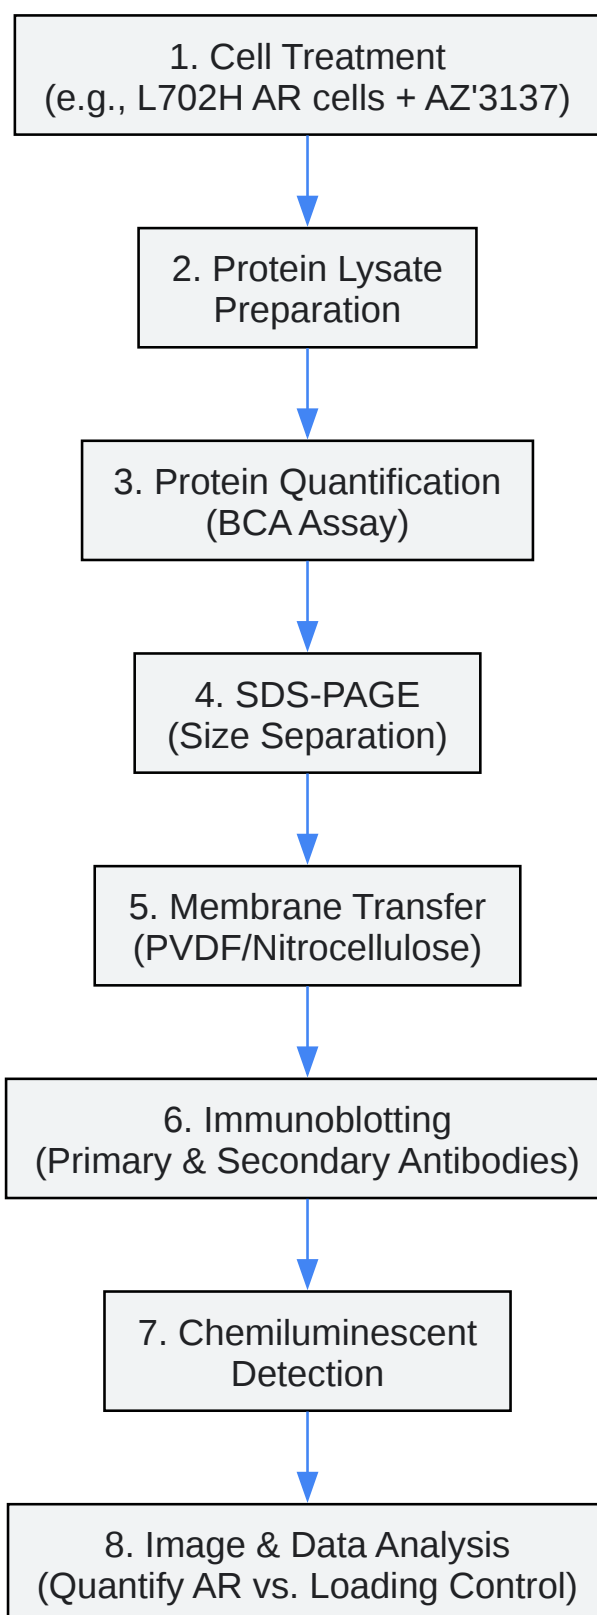 1. Cell Treatment
(e.g., L702H AR cells + AZ'3137)
2. Protein Lysate
Preparation
3. Protein Quantification
(BCA Assay)
4. SDS-PAGE
(Size Separation)
5. Membrane Transfer
(PVDF/Nitrocellulose)
6. Immunoblotting
(Primary & Secondary Antibodies)
7. Chemiluminescent
Detection
8. Image & Data Analysis
(Quantify AR vs. Loading Control)